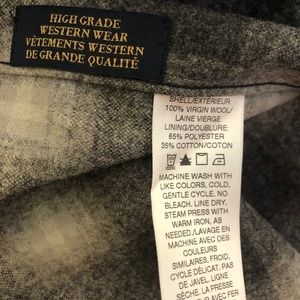 HIGH GRADE
WESTERN WEAR
VÊTEMENTS WESTERN
DE GRANDE QUALITÉ
SHELL/EXTÉRIEUR:
100% VIRGIN WOOL/
LAINE VIERGE
LINING/DOUBLURE:
65% POLYESTER
35% COTTON/COTON
MACHINE WASH WITH
LIKE COLORS, COLD,
GENTLE CYCLE. NO
BLEACH. LINE DRY.
STEAM PRESS WITH
WARM IRON, AS
NEEDED./LAVAGE EN
MACHINE AVEC DES
COULEURS
SIMILAIRES, FROID,
CYCLE DÉLICAT. PAS
DE JAVEL. LIGNE
SÈCHE. LA PRESSE